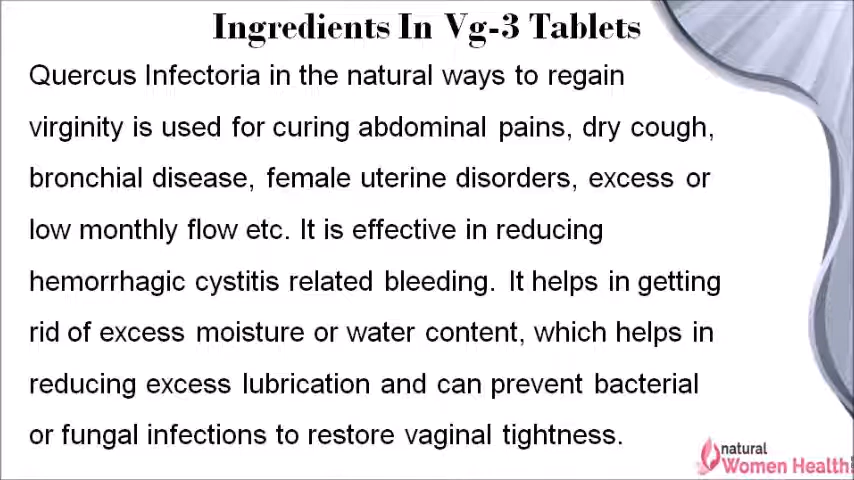 Ingredients In Vg-3 Tablets
Quercus Infectoria in the natural ways to regain
virginity is used for curing abdominal pains, dry cough,
bronchial disease, female uterine disorders, excess or
low monthly flow etc. It is effective in reducing
hemorrhagic cystitis related bleeding. It helps in getting
rid of excess moisture or water content, which helps in
reducing excess lubrication and can prevent bacterial
or fungal infections to restore vaginal tightness.
natural
Women Health